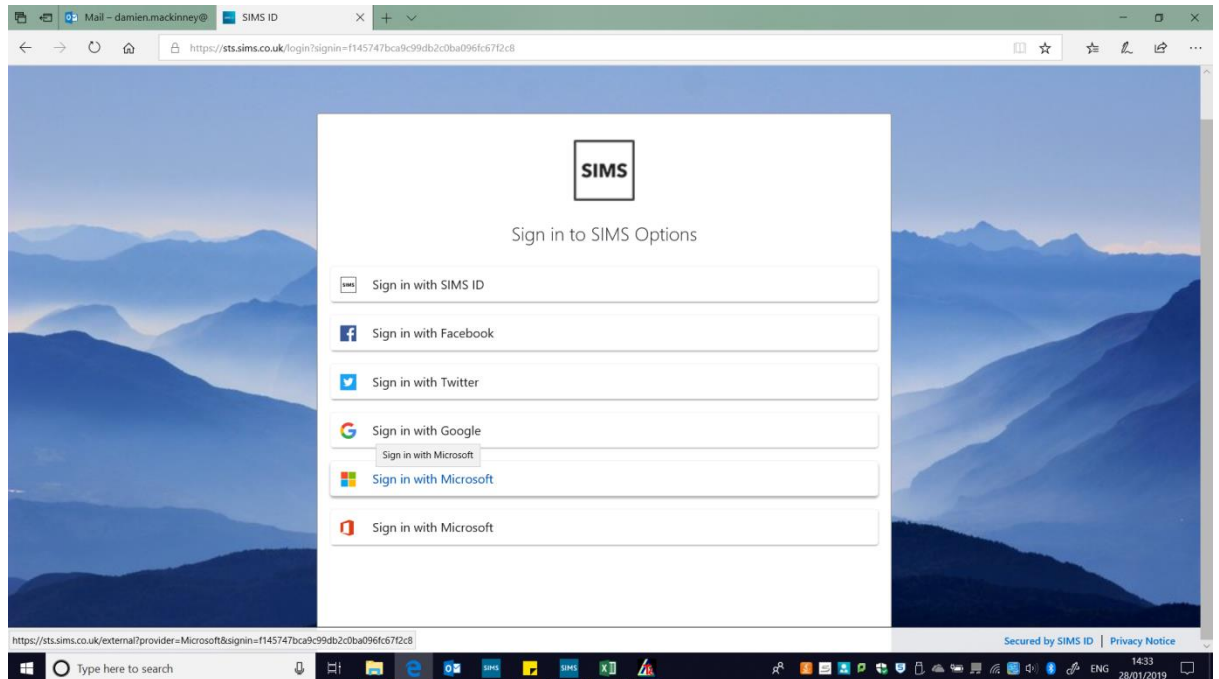 Mail – damien.mackinney@
SIMS ID
https://sts.sims.co.uk/login?signin=f145747bca9c99db2c0ba096fc67f2c8
SIMS
Sign in to SIMS Options
SIMS Sign in with SIMS ID
Sign in with Facebook
Sign in with Twitter
Sign in with Google
Sign in with Microsoft
Sign in with Microsoft
Sign in with Microsoft
https://sts.sims.co.uk/external?provider=Microsoft&signin=f145747bca9c99db2c0ba096fc67f2c8
Secured by SIMS ID | Privacy Notice
Type here to search
SIMS
SIMS
ENG
14:33
28/01/2019